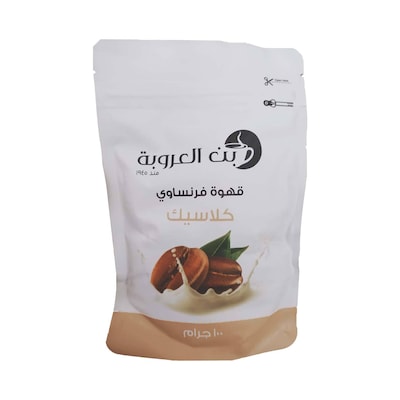 بن العروبة
منذ ١٩٤٥
قهوة فرنساوي
كلاسيك
١٠٠ جرام